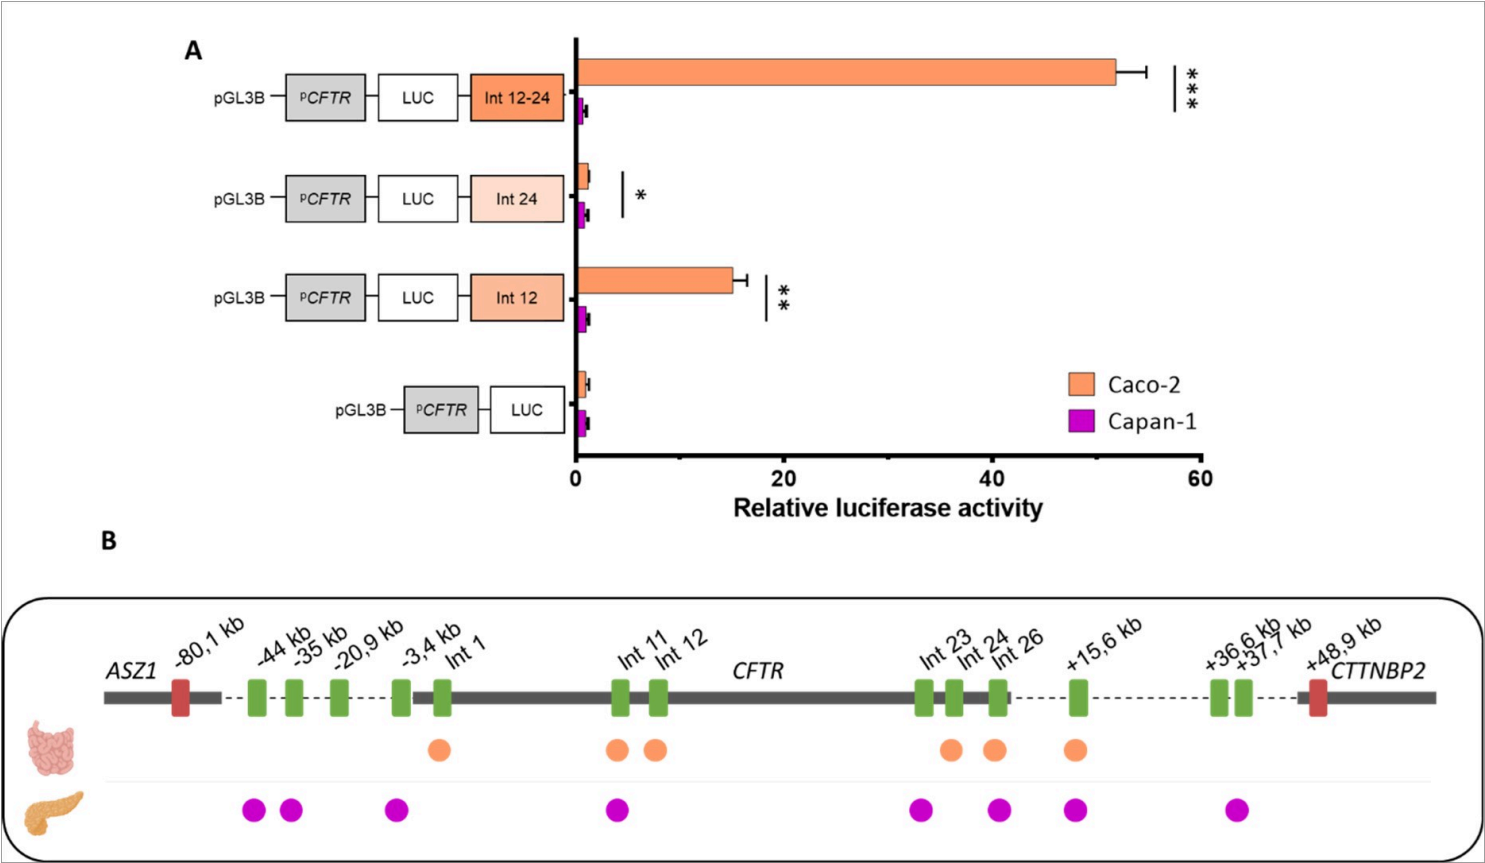 A
pGL3B pCFTR LUC Int 12-24
***
pGL3B pCFTR LUC Int 24
*
pGL3B pCFTR LUC Int 12
**
pGL3B pCFTR LUC
Caco-2
Capan-1
0 20 40 60
Relative luciferase activity
B
ASZ1 -80,1 kb -44 kb -35 kb -20,9 kb -3,4 kb Int 1 Int 11 Int 12 CFTR Int 23 Int 24 Int 26 +15,6 kb +36,6 kb +37,7 kb +48,9 kb CTTNBP2